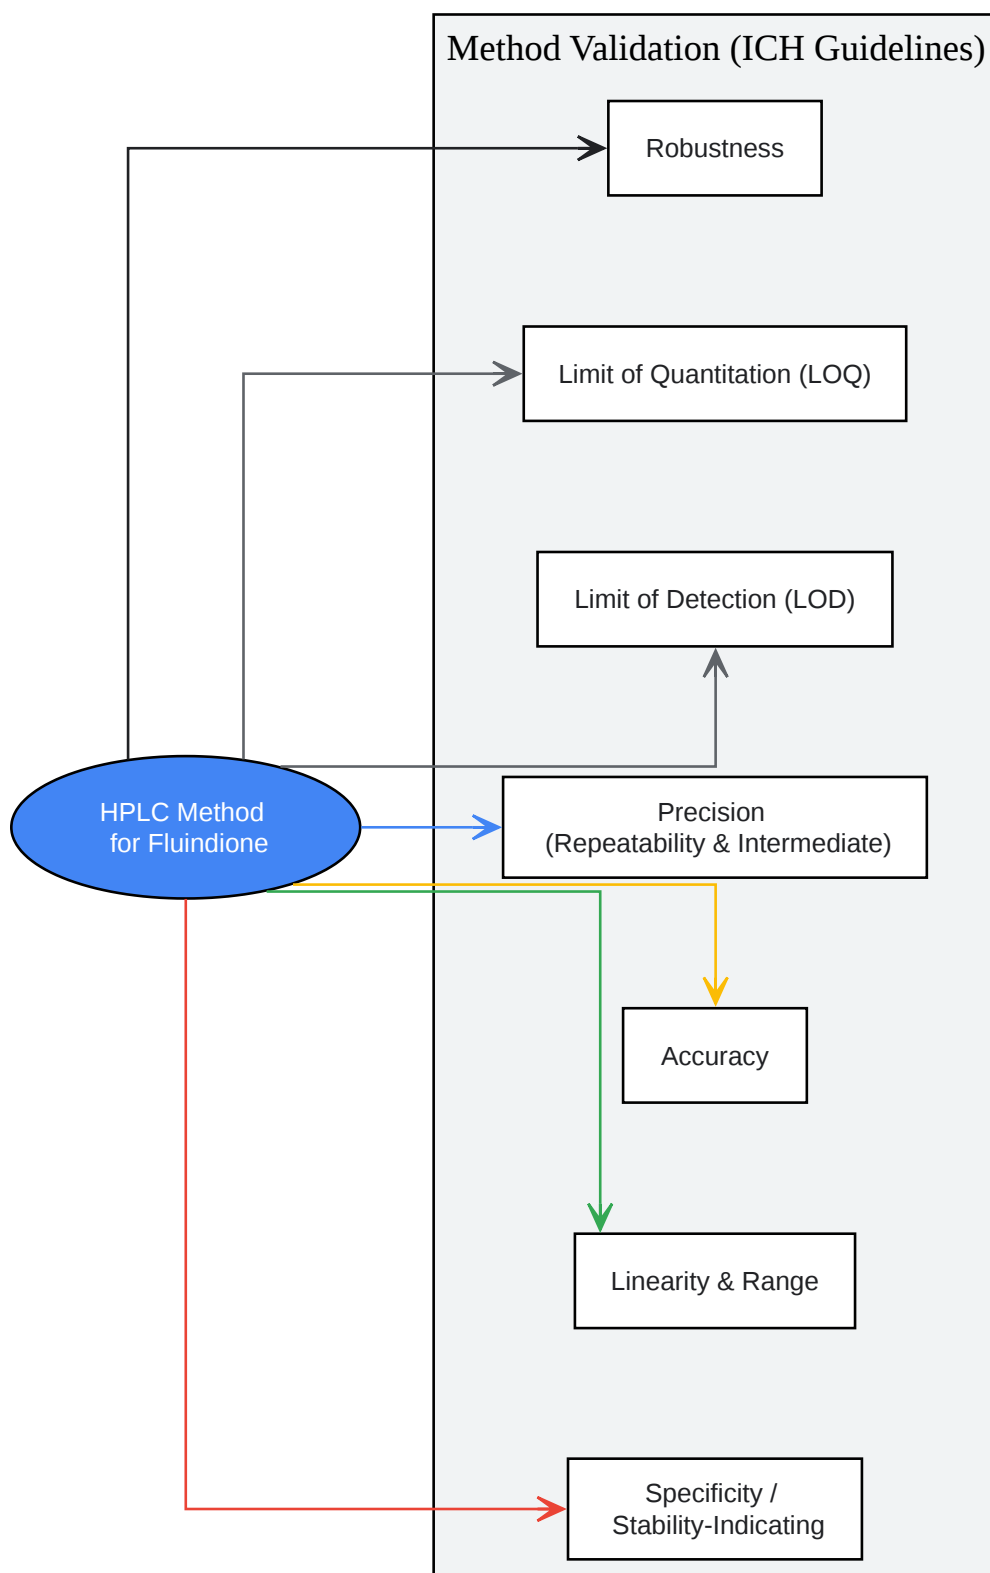 Method Validation (ICH Guidelines)
Robustness
Limit of Quantitation (LOQ)
Limit of Detection (LOD)
HPLC Method
for Fluindione
Precision
(Repeatability & Intermediate)
Accuracy
Linearity & Range
Specificity /
Stability-Indicating